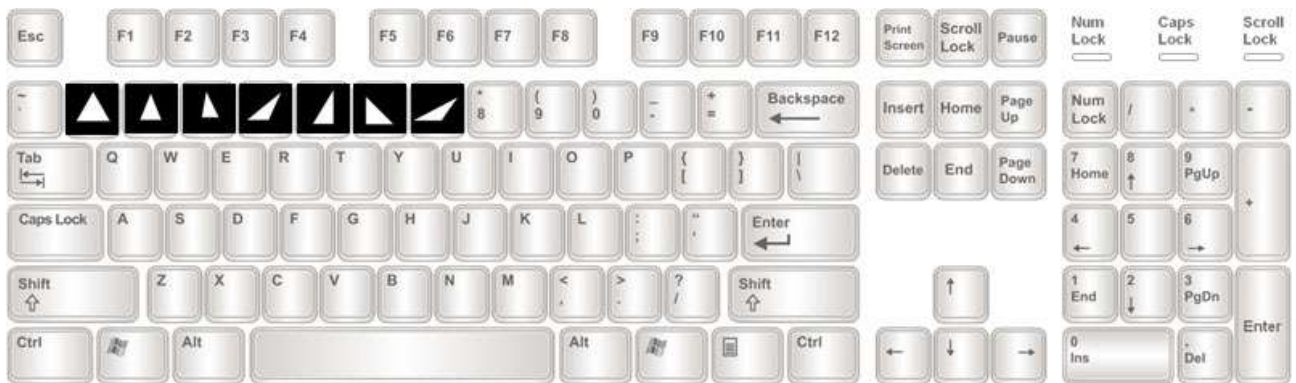 Esc F1 F2 F3 F4 F5 F6 F7 F8 F9 F10 F11 F12 Print Screen Scroll Lock Pause Num Lock Caps Lock Scroll Lock
~ ` * 8 ( 9 ) 0 _ - + = Backspace Insert Home Page Up Num Lock / * -
Tab Q W E R T Y U I O P { [ } ] | \ Delete End Page Down 7 Home 8 ↑ 9 PgUp +
Caps Lock A S D F G H J K L : ; " ' Enter 4 ← 5 6 →
Shift Z X C V B N M < , > . ? / Shift ↑ 1 End 2 ↓ 3 PgDn Enter
Ctrl Alt Alt Ctrl ← ↓ → 0 Ins . Del